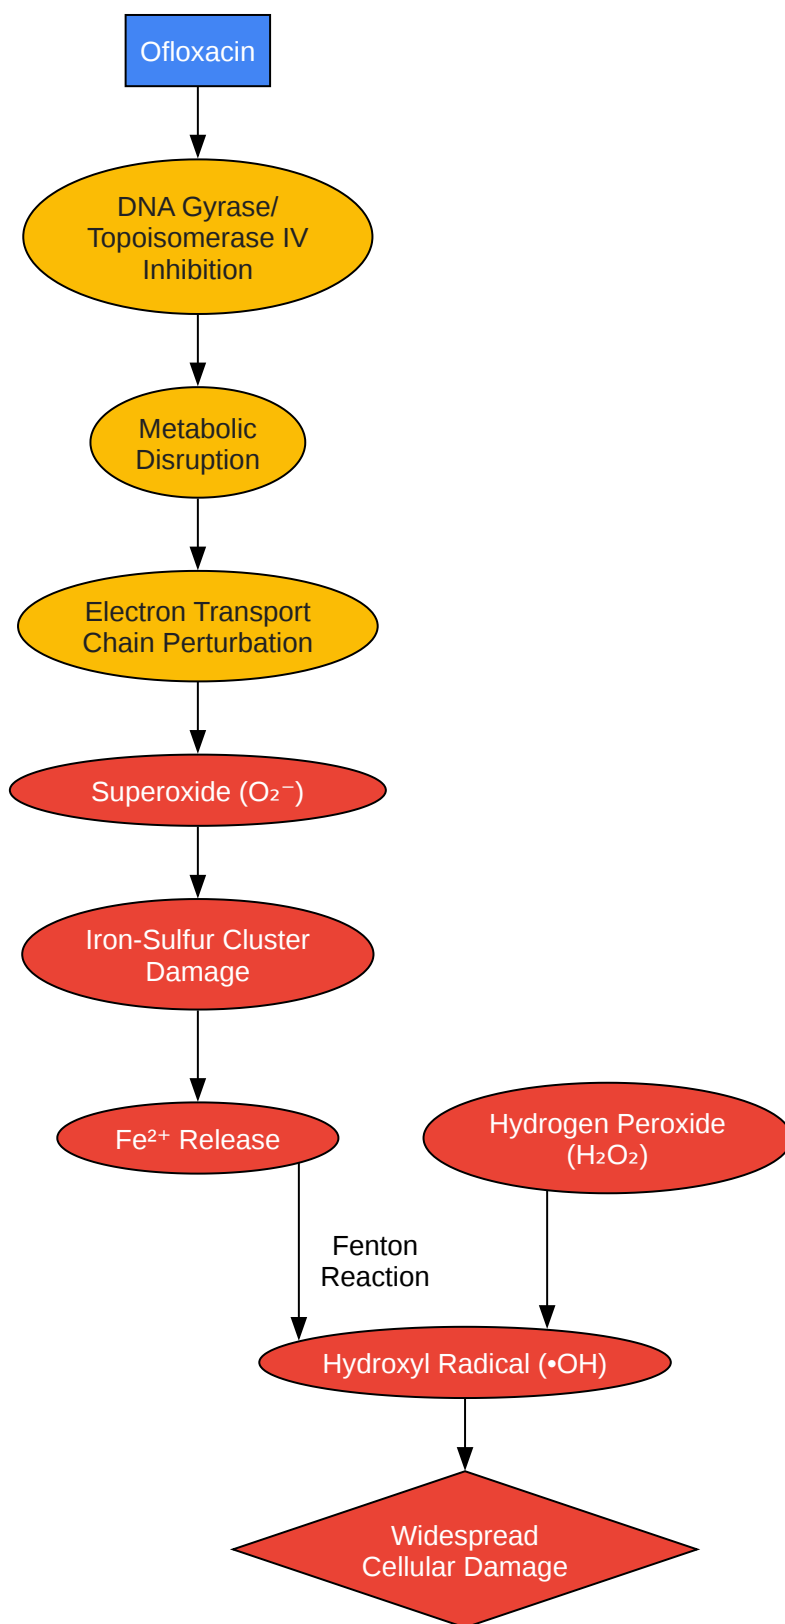 Ofloxacin
DNA Gyrase/
Topoisomerase IV
Inhibition
Metabolic
Disruption
Electron Transport
Chain Perturbation
Superoxide (O₂⁻)
Iron-Sulfur Cluster
Damage
Fe²⁺ Release
Hydrogen Peroxide
(H₂O₂)
Fenton
Reaction
Hydroxyl Radical (•OH)
Widespread
Cellular Damage